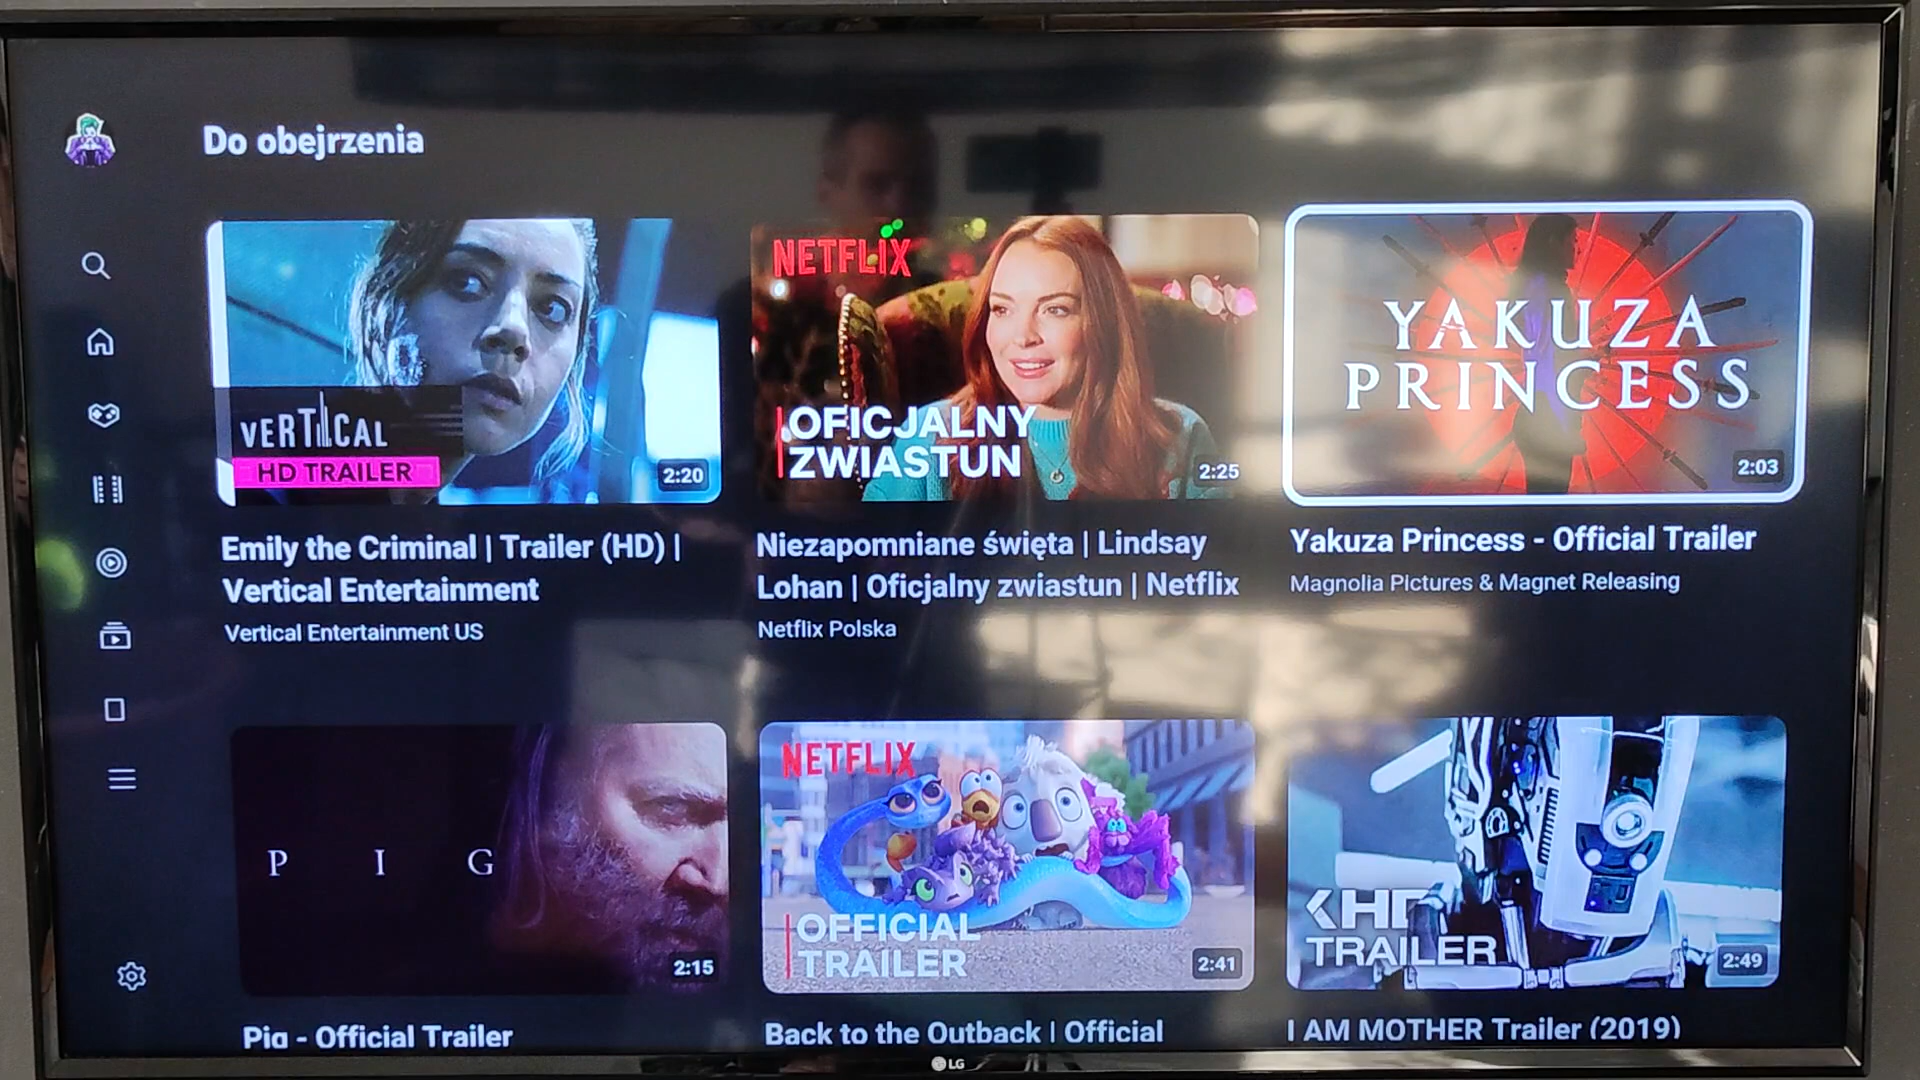 Do obejrzenia
VERTICAL
HD TRAILER
2:20
NETFLIX
OFICJALNY
ZWIASTUN
2:25
YAKUZA
PRINCESS
2:03
Emily the Criminal | Trailer (HD) |
Vertical Entertainment
Vertical Entertainment US
Niezapomniane święta | Lindsay
Lohan | Oficjalny zwiastun | Netflix
Netflix Polska
Yakuza Princess - Official Trailer
Magnolia Pictures & Magnet Releasing
P I G
2:15
NETFLIX
OFFICIAL
TRAILER
2:41
KHD
TRAILER
2:49
Pig - Official Trailer
Back to the Outback | Official
I AM MOTHER Trailer (2019)
LG